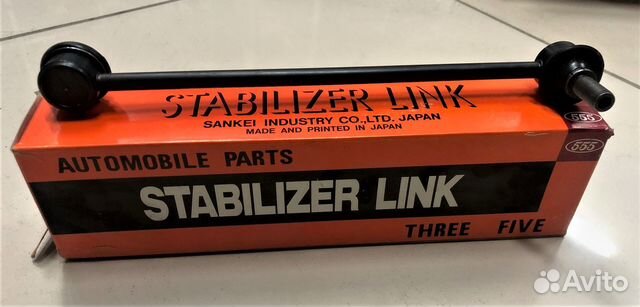 STABILIZER LINK
SANKEI INDUSTRY CO.,LTD. JAPAN
MADE AND PRINTED IN JAPAN
555
AUTOMOBILE PARTS
555
STABILIZER LINK
THREE FIVE
Avito